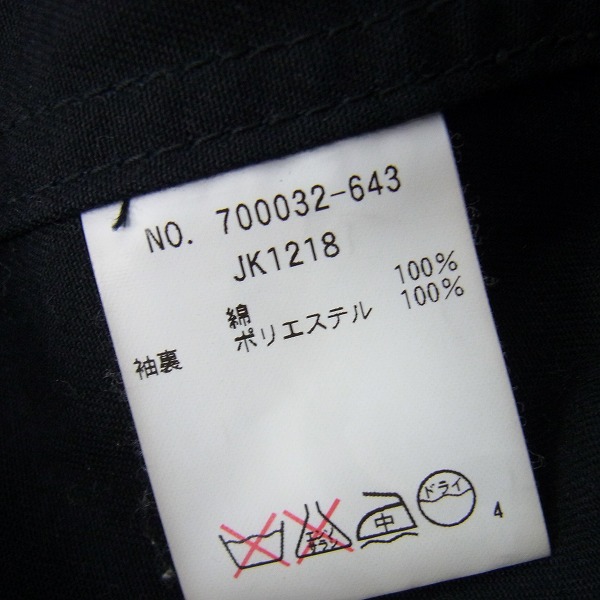 NO. 700032-643
JK1218
綿 100%
袖裏 ポリエステル 100%
エンソ サラシ 中 ドライ 4